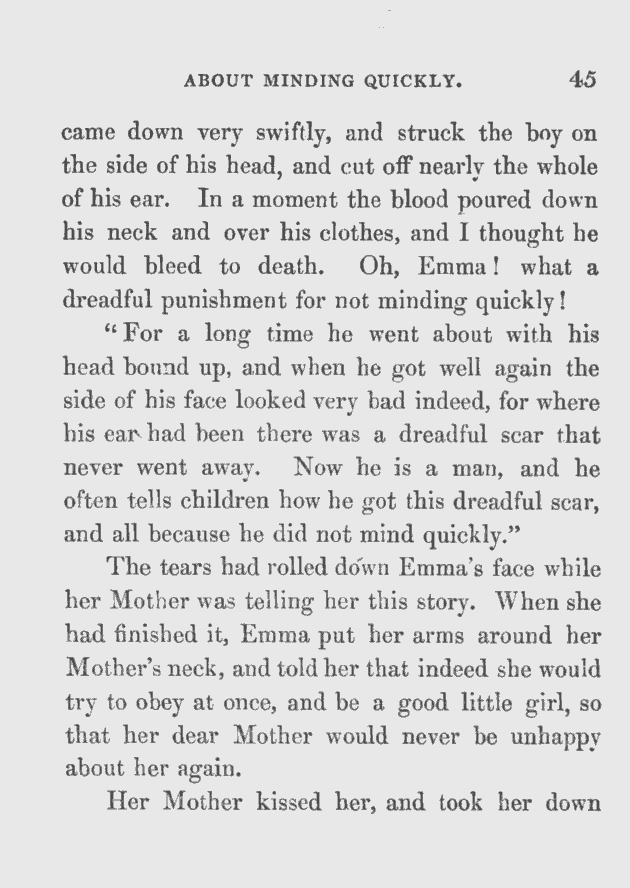 ABOUT MINDING QUICKLY. 45
came down very swiftly, and struck the boy on
the side of his head, and cut off nearly the whole
of his ear. In a moment the blood poured down
his neck and over his clothes, and I thought he
would bleed to death. Oh, Emma! what a
dreadful punishment for not minding quickly!
“For a long time he went about with his
head bound up, and when he got well again the
side of his face looked very bad indeed, for where
his ear had been there was a dreadful scar that
never went away. Now he is a man, and he
often tells children how he got this dreadful scar,
and all because he did not mind quickly.”
The tears had rolled down Emma's face while
her Mother was telling her this story. When she
had finished it, Emma put her arms around her
Mother's neck, and told her that indeed she would
try to obey at once, and be a good little girl, so
that her dear Mother would never be unhappy
about her again.
Her Mother kissed her, and took her down